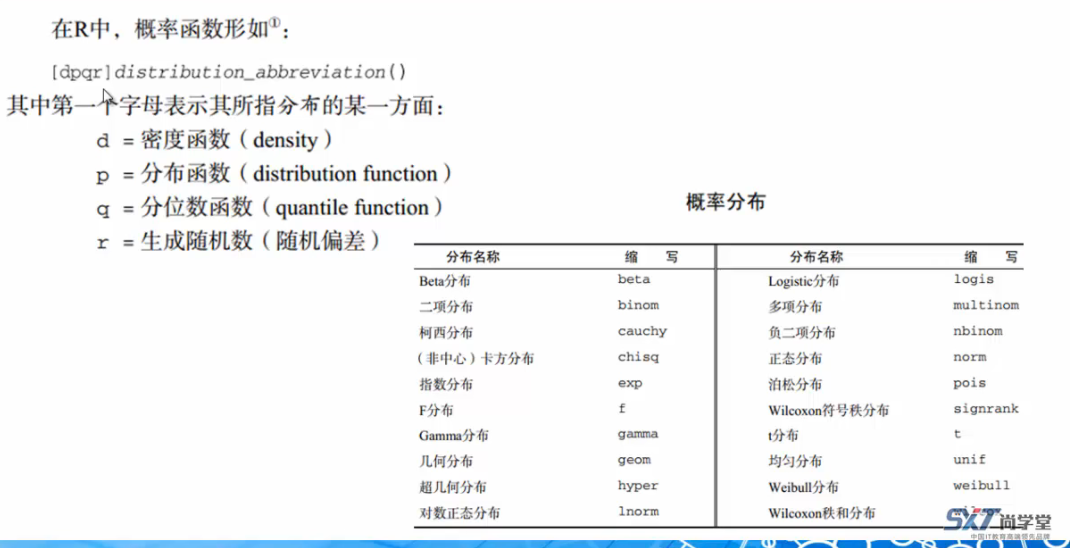 在R中，概率函数形如①：
[dpqr]distribution_abbreviation()
其中第一个字母表示其所指分布的某一方面：
d = 密度函数（density）
p = 分布函数（distribution function）
q = 分位数函数（quantile function）
r = 生成随机数（随机偏差）
概率分布
分布名称 缩 写 分布名称 缩 写
Beta分布 beta Logistic分布 logis
二项分布 binom 多项分布 multinom
柯西分布 cauchy 负二项分布 nbinom
（非中心）卡方分布 chisq 正态分布 norm
指数分布 exp 泊松分布 pois
F分布 f Wilcoxon符号秩分布 signrank
Gamma分布 gamma t分布 t
几何分布 geom 均匀分布 unif
超几何分布 hyper Weibull分布 weibull
对数正态分布 lnorm Wilcoxon秩和分布
SXT尚学堂
中国IT教育高端领先品牌